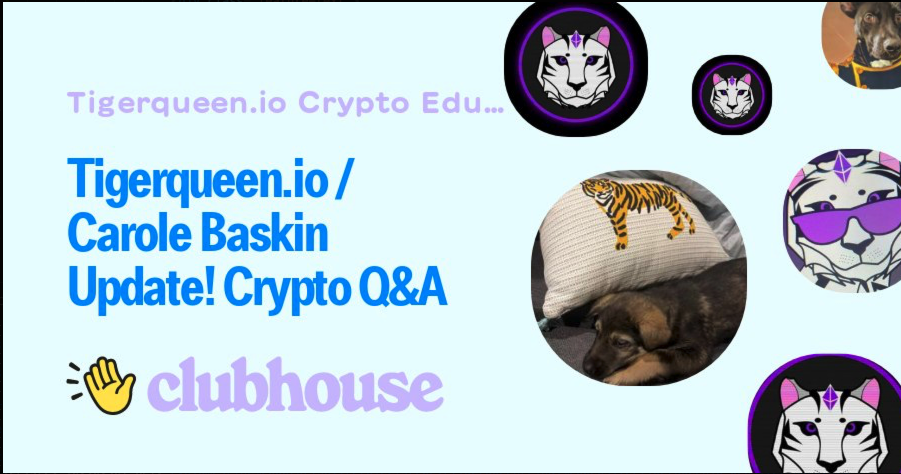 Tigerqueen.io Crypto Edu...
Tigerqueen.io /
Carole Baskin
Update! Crypto Q&A
clubhouse